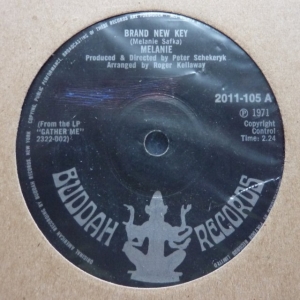 BRAND NEW KEY
(Melanie Safka)
MELANIE
Produced & Directed by Peter Schekeryk
Arranged by Roger Kellaway
2011-105 A
℗ 1971
Copyright
Control
Time: 2.24
(From the LP
"GATHER ME"
2322-002)
BUDDAH RECORDS